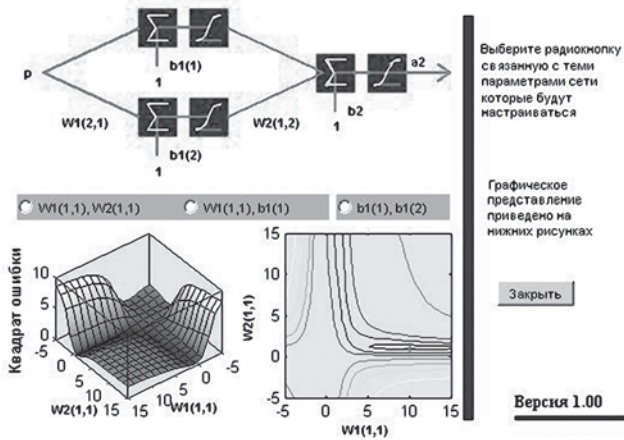 p
b1(1)
1
W1(2,1)
b1(2)
1
W2(1,2)
b2
1
a2
Выберите радиокнопку
связанную с теми
параметрами сети
которые будут
настраиваться
W1(1,1), W2(1,1)
W1(1,1), b1(1)
b1(1), b1(2)
Графическое
представление
приведено на
нижних рисунках
Закрыть
Версия 1.00
Квадрат ошибки
10
5
0
-5
0
5
10
15
W2(1,1)
15
10
5
0
-5
W1(1,1)
W2(1,1)
15
10
5
0
-5
-5
0
5
10
15
W1(1,1)